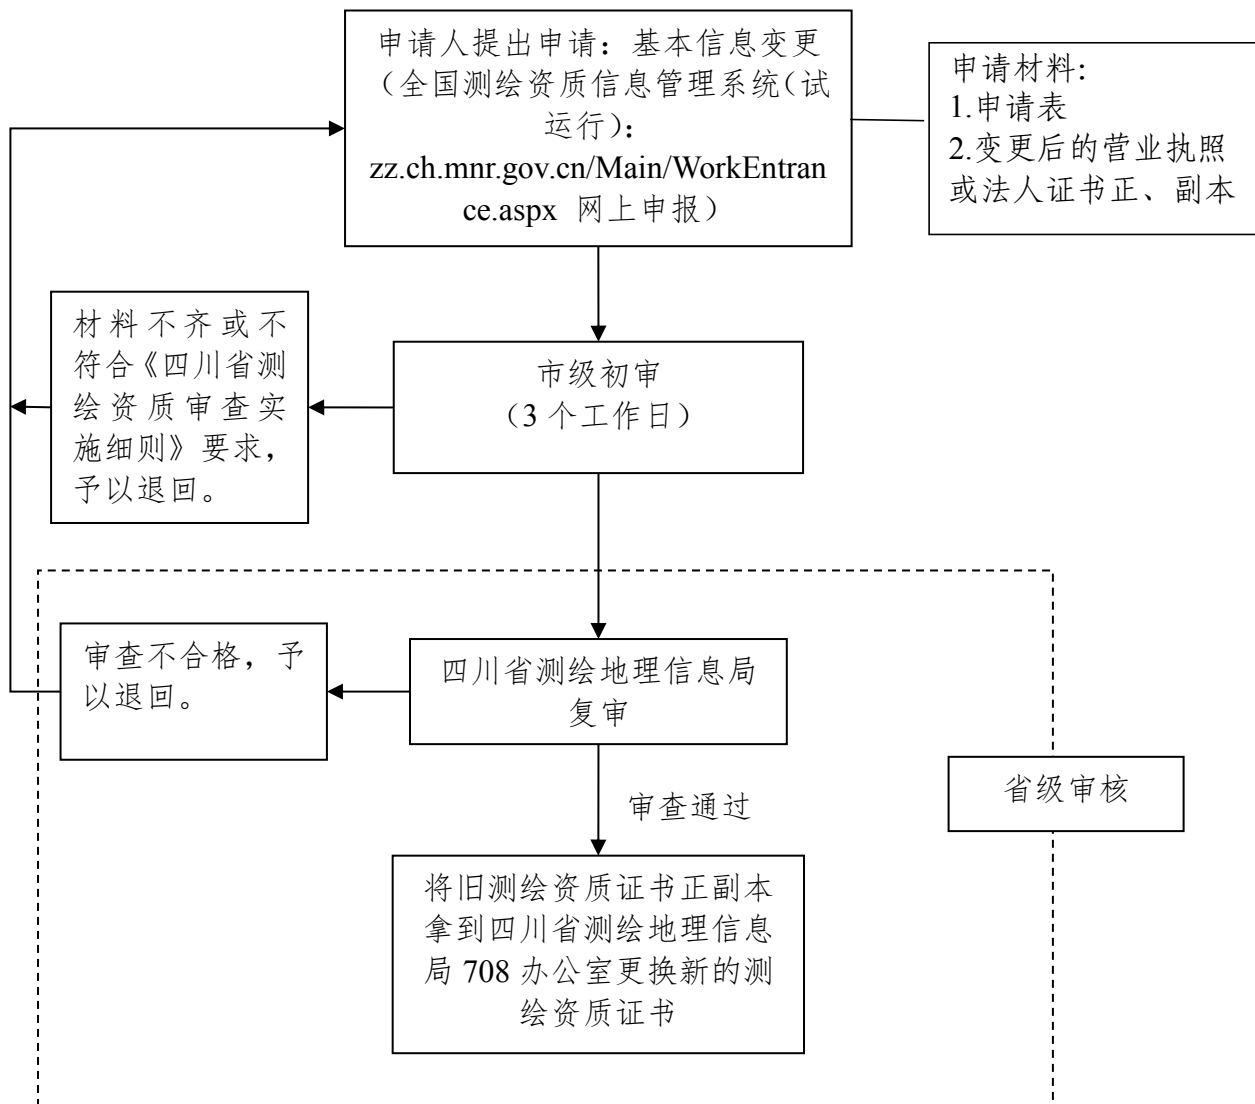 申请人提出申请：基本信息变更
（全国测绘资质信息管理系统（试
运行）：
zz.ch.mnr.gov.cn/Main/WorkEntran
ce.aspx 网上申报）
申请材料:
1.申请表
2.变更后的营业执照
或法人证书正、副本
材料不齐或不
符合《四川省测
绘资质审查实
施细则》要求，
予以退回。
市级初审
（3 个工作日）
审查不合格，予
以退回。
四川省测绘地理信息局
复审
省级审核
审查通过
将旧测绘资质证书正副本
拿到四川省测绘地理信息
局 708 办公室更换新的测
绘资质证书